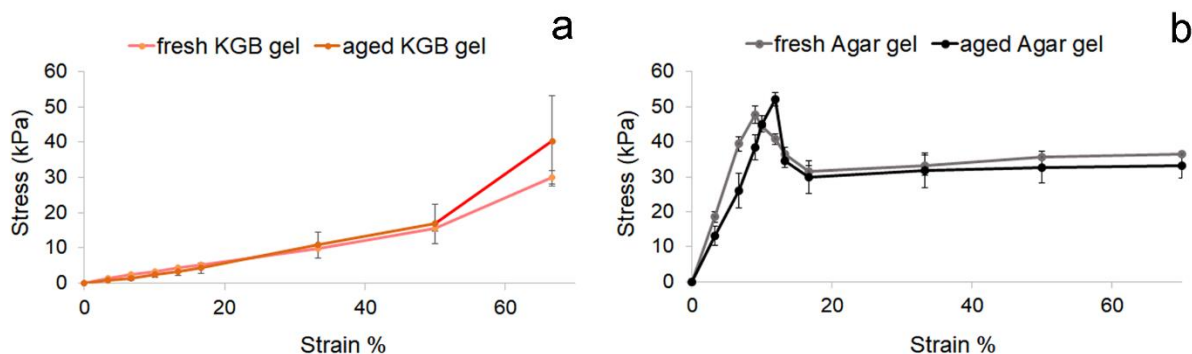 a
fresh KGB gel aged KGB gel
60
50
40
30
20
10
0
0 20 40 60
Stress (kPa)
Strain %
b
fresh Agar gel aged Agar gel
60
50
40
30
20
10
0
0 20 40 60
Stress (kPa)
Strain %